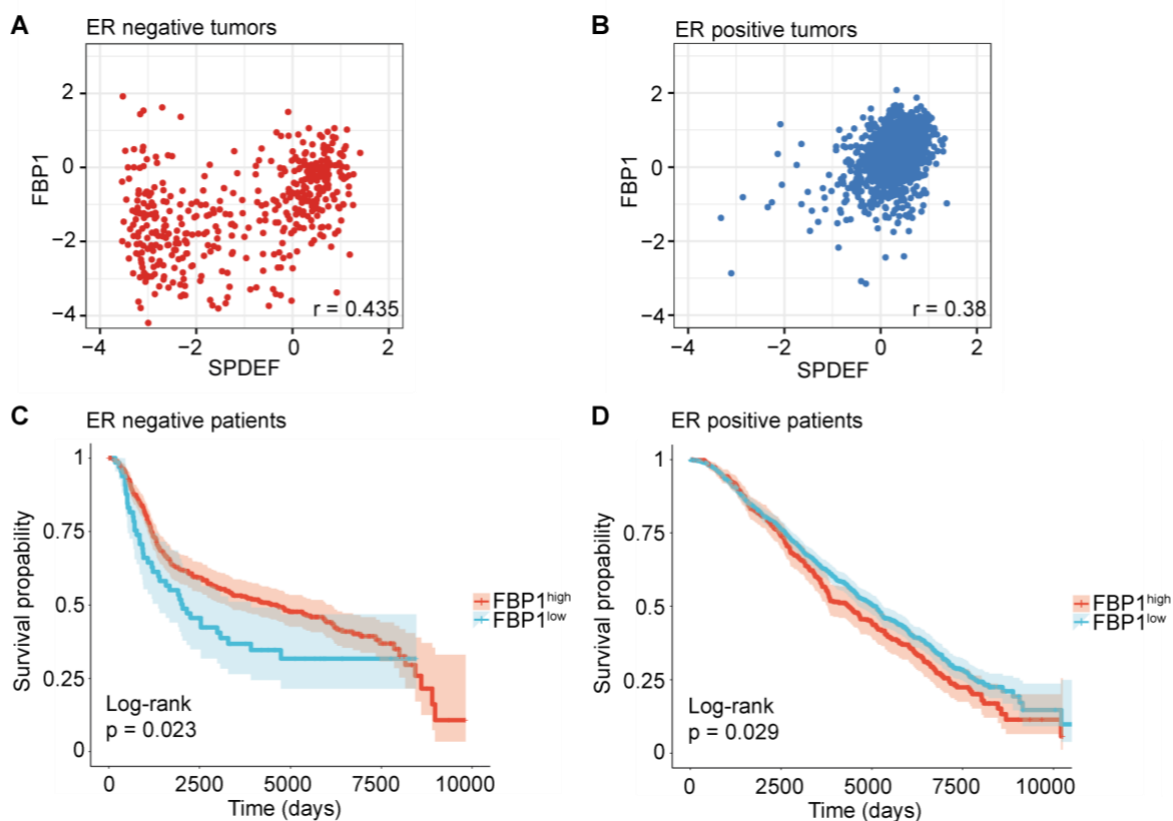 A
ER negative tumors
FBP1
2
0
−2
−4
−4
−2
0
2
SPDEF
r = 0.435
B
ER positive tumors
FBP1
2
0
−2
−4
−4
−2
0
2
SPDEF
r = 0.38
C
ER negative patients
Survival propability
1
0.75
0.5
0.25
0
Log-rank
p = 0.023
FBP1high
FBP1low
0
2500
5000
7500
10000
Time (days)
D
ER positive patients
Survival propability
1
0.75
0.5
0.25
0
Log-rank
p = 0.029
FBP1high
FBP1low
0
2500
5000
7500
10000
Time (days)